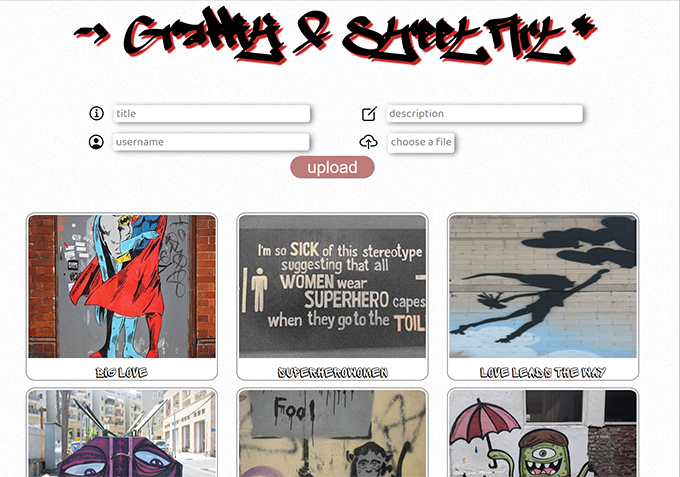 -> Graffity & Street Art *
title
description
username
choose a file
upload
I'm so SICK of this stereotype
suggesting that all
WOMEN wear
SUPERHERO capes
when they go to the TOIL
BIG LOVE
SUPERHEROWOMEN
LOVE LEADS THE WAY
Fool